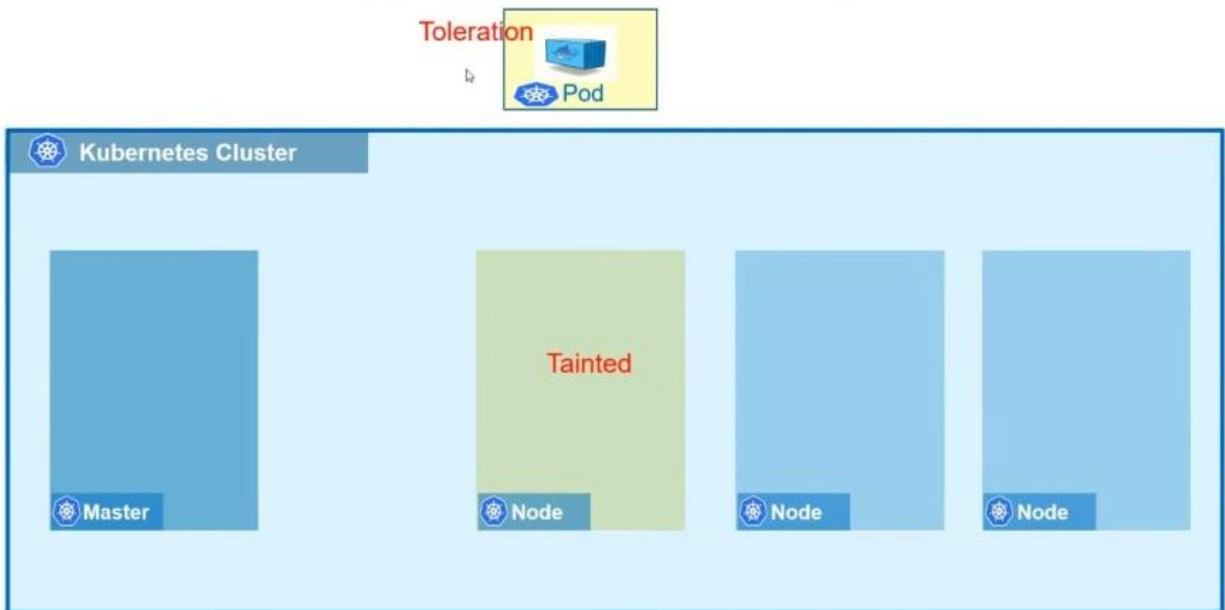 Toleration
Pod
Kubernetes Cluster
Tainted
Master
Node
Node
Node